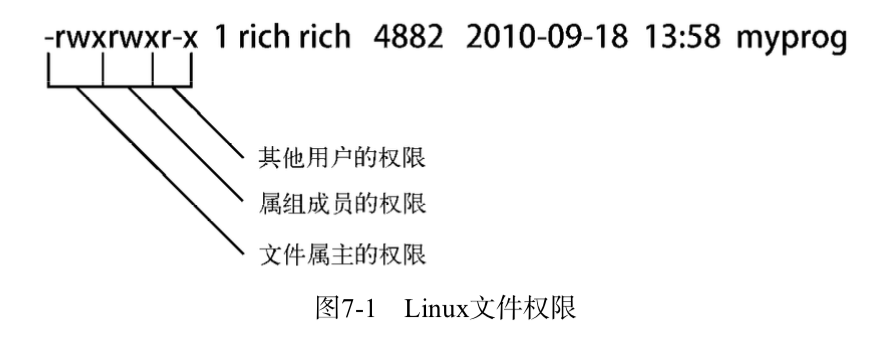 -rwxrwxr-x 1 rich rich 4882 2010-09-18 13:58 myprog
其他用户的权限
属组成员的权限
文件属主的权限
图7-1 Linux文件权限